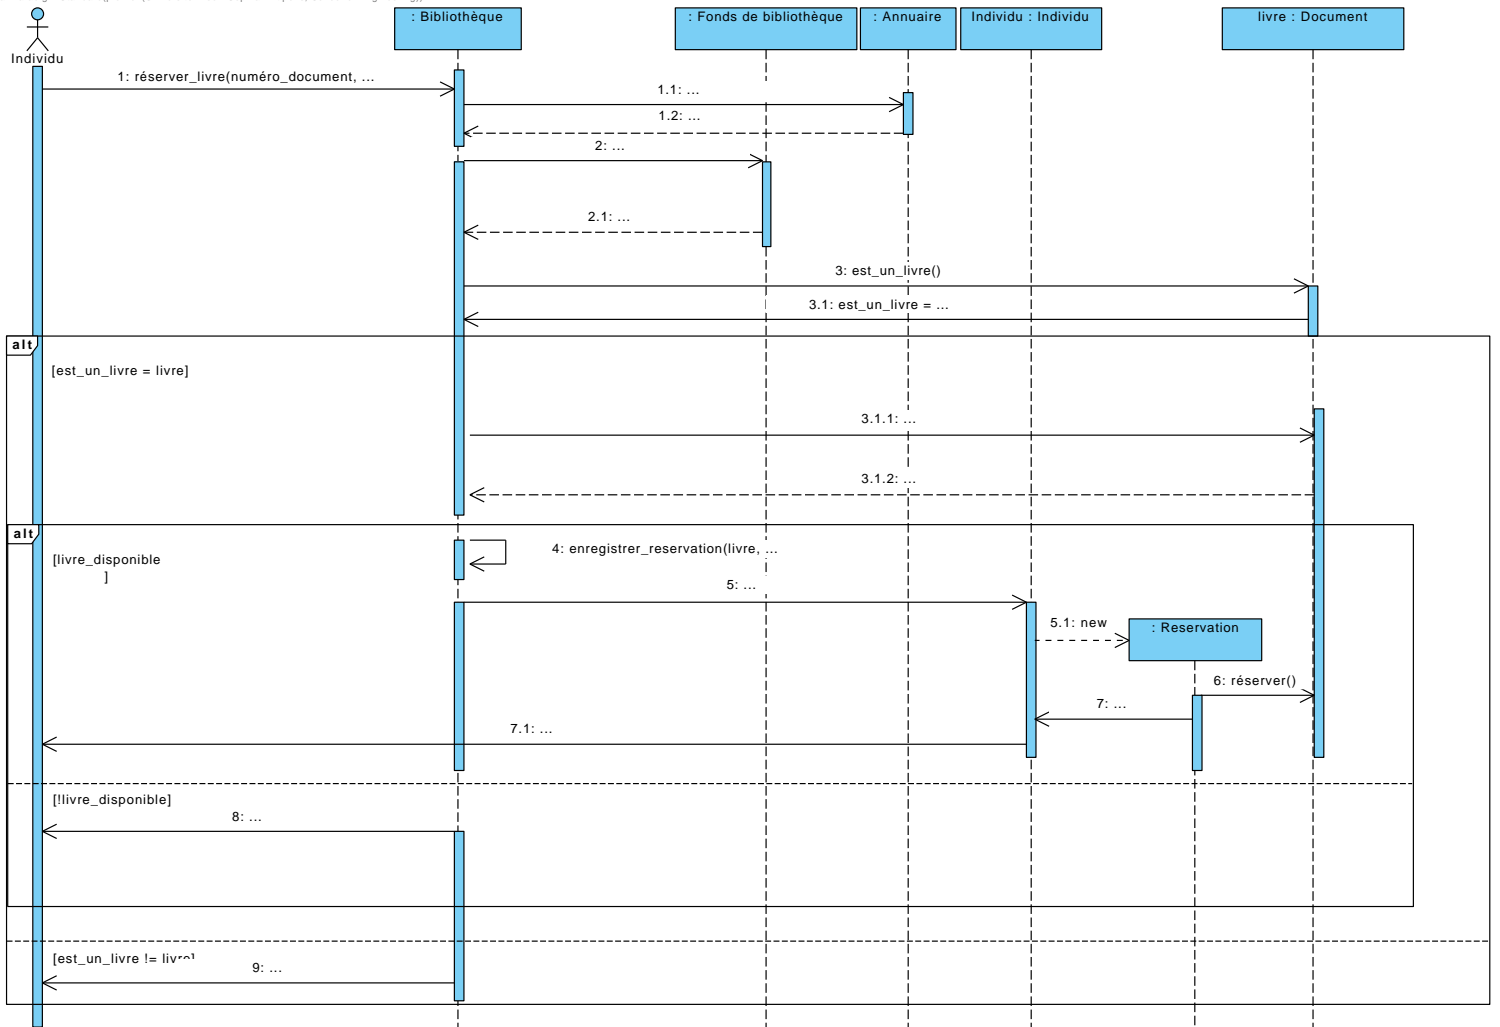 Individu
: Bibliothèque
: Fonds de bibliothèque
: Annuaire
Individu : Individu
livre : Document
1: réserver_livre(numéro_document, ...
1.1: ...
1.2: ...
2: ...
2.1: ...
3: est_un_livre()
3.1: est_un_livre = ...
alt
[est_un_livre = livre]
3.1.1: ...
3.1.2: ...
alt
[livre_disponible
]
4: enregistrer_reservation(livre, ...
5: ...
5.1: new
: Reservation
6: réserver()
7: ...
7.1: ...
[!livre_disponible]
8: ...
[est_un_livre != livre]
9: ...